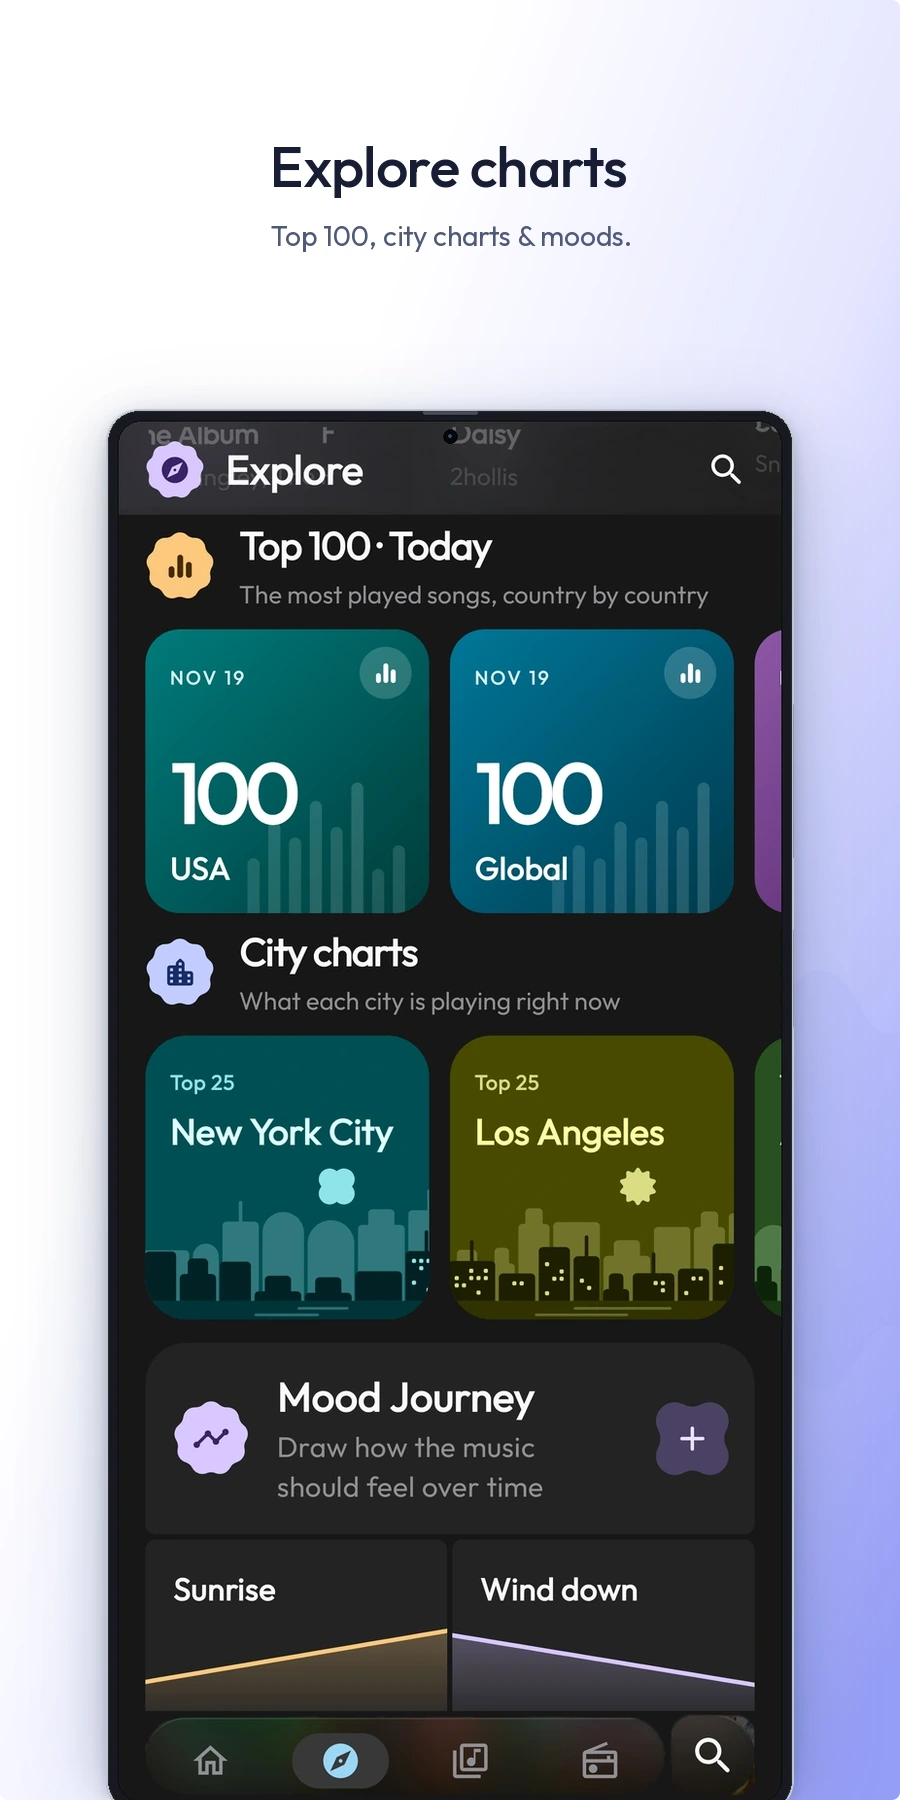 Explore charts
Top 100, city charts & moods.
Album
Daisy
Explore
2hollis
Top 100 · Today
The most played songs, country by country
NOV 19
100
USA
NOV 19
100
Global
City charts
What each city is playing right now
Top 25
New York City
Top 25
Los Angeles
Mood Journey
Draw how the music
should feel over time
Sunrise
Wind down